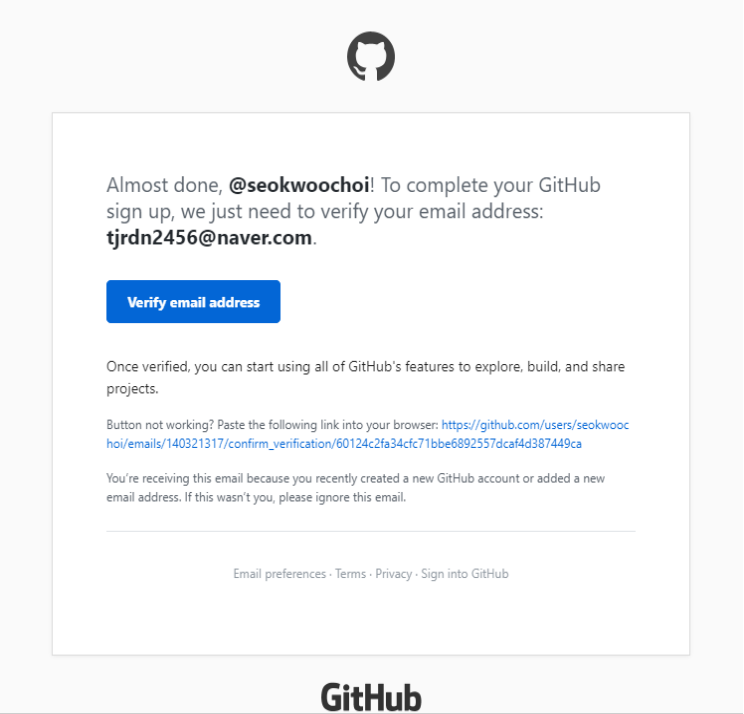 Almost done, @seokwoochoi! To complete your GitHub
sign up, we just need to verify your email address:
tjrdn2456@naver.com.
Verify email address
Once verified, you can start using all of GitHub's features to explore, build, and share
projects.
Button not working? Paste the following link into your browser: https://github.com/users/seokwooc
hoi/emails/140321317/confirm_verification/60124c2fa34cfc71bbe6892557dcaf4d387449ca
You're receiving this email because you recently created a new GitHub account or added a new
email address. If this wasn't you, please ignore this email.
Email preferences · Terms · Privacy · Sign into GitHub
GitHub